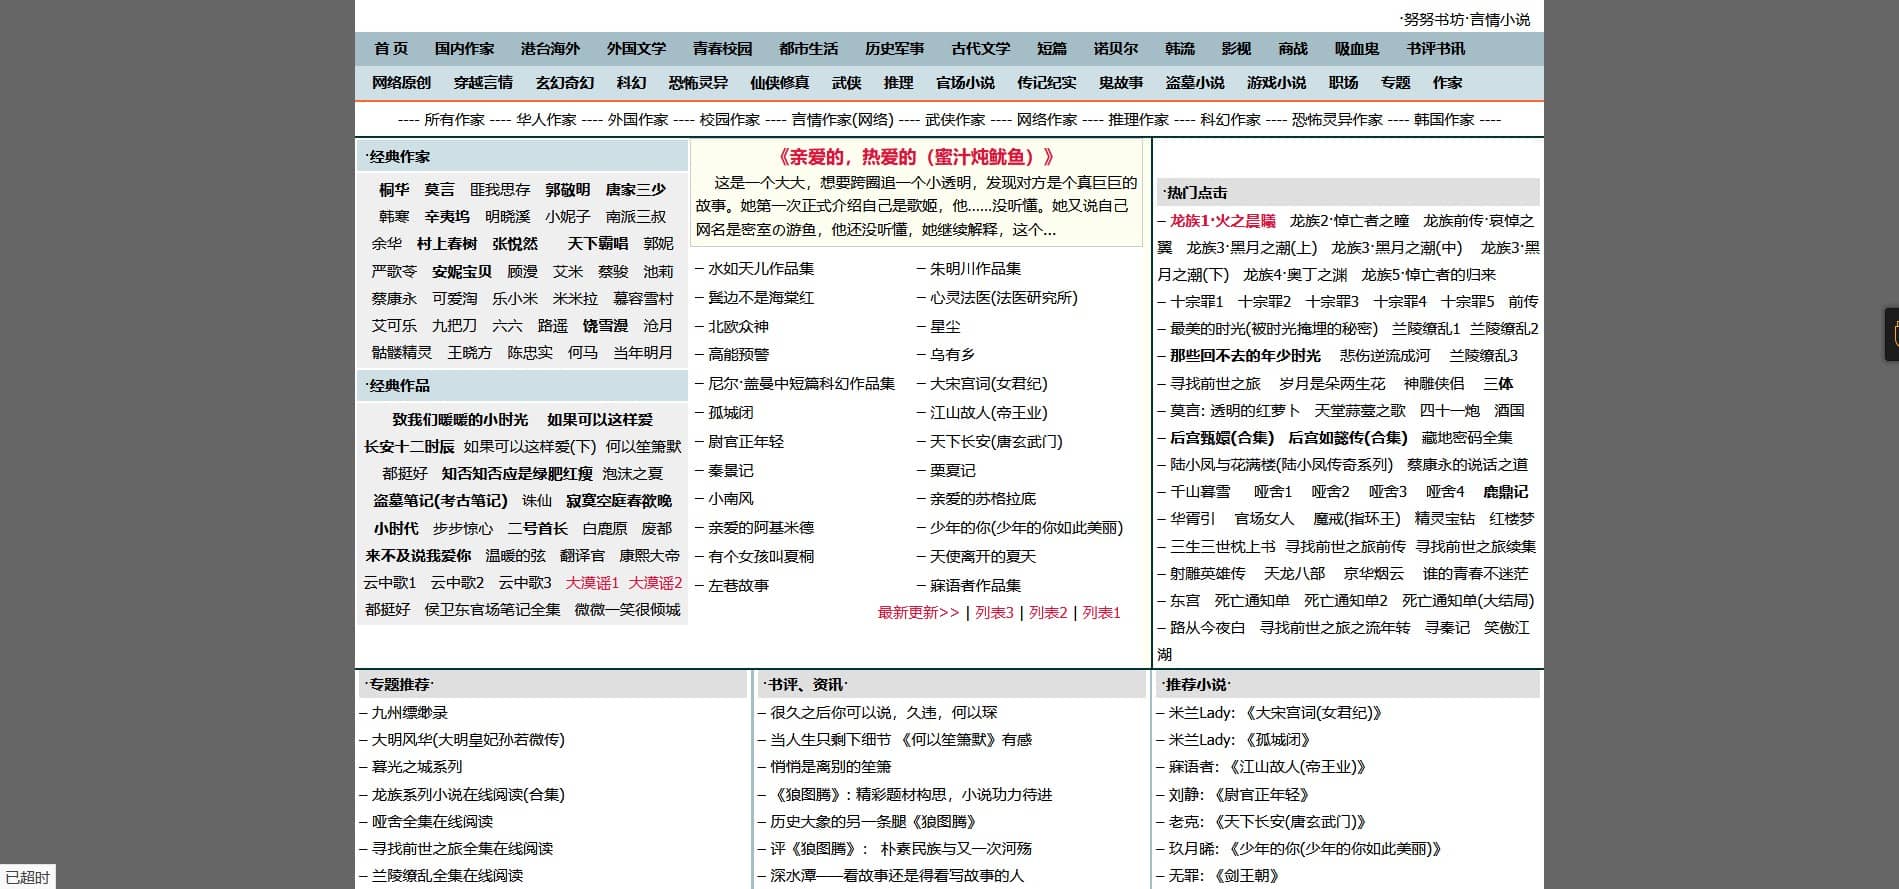 ·努努书坊·言情小说
首 页 国内作家 港台海外 外国文学 青春校园 都市生活 历史军事 古代文学 短篇 诺贝尔 韩流 影视 商战 吸血鬼 书评书讯
网络原创 穿越言情 玄幻奇幻 科幻 恐怖灵异 仙侠修真 武侠 推理 官场小说 传记纪实 鬼故事 盗墓小说 游戏小说 职场 专题 作家
---- 所有作家 ---- 华人作家 ---- 外国作家 ---- 校园作家 ---- 言情作家(网络) ---- 武侠作家 ---- 网络作家 ---- 推理作家 ---- 科幻作家 ---- 恐怖灵异作家 ---- 韩国作家 ----
·经典作家
桐华 莫言 匪我思存 郭敬明 唐家三少
韩寒 辛夷坞 明晓溪 小妮子 南派三叔
余华 村上春树 张悦然 天下霸唱 郭妮
严歌苓 安妮宝贝 顾漫 艾米 蔡骏 池莉
蔡康永 可爱淘 乐小米 米米拉 慕容雪村
艾可乐 九把刀 六六 路遥 饶雪漫 沧月
骷髅精灵 王晓方 陈忠实 何马 当年明月
·经典作品
致我们暖暖的小时光 如果可以这样爱
长安十二时辰 如果可以这样爱(下) 何以笙箫默
都挺好 知否知否应是绿肥红瘦 泡沫之夏
盗墓笔记(考古笔记) 诛仙 寂寞空庭春欲晚
小时代 步步惊心 二号首长 白鹿原 废都
来不及说我爱你 温暖的弦 翻译官 康熙大帝
云中歌1 云中歌2 云中歌3 大漠谣1 大漠谣2
都挺好 侯卫东官场笔记全集 微微一笑很倾城
《亲爱的，热爱的（蜜汁炖鱿鱼）》
这是一个大大，想要跨圈追一个小透明，发现对方是个真巨巨的
故事。她第一次正式介绍自己是歌姬，他......没听懂。她又说自己
网名是密室の游鱼，他还没听懂，她继续解释，这个...
– 水如天儿作品集 – 朱明川作品集
– 鬓边不是海棠红 – 心灵法医(法医研究所)
– 北欧众神 – 星尘
– 高能预警 – 乌有乡
– 尼尔·盖曼中短篇科幻作品集 – 大宋宫词(女君纪)
– 孤城闭 – 江山故人(帝王业)
– 尉官正年轻 – 天下长安(唐玄武门)
– 秦景记 – 栗夏记
– 小南风 – 亲爱的苏格拉底
– 亲爱的阿基米德 – 少年的你(少年的你如此美丽)
– 有个女孩叫夏桐 – 天使离开的夏天
– 左巷故事 – 寐语者作品集
最新更新>> | 列表3 | 列表2 | 列表1
·热门点击
– 龙族1·火之晨曦 龙族2·悼亡者之瞳 龙族前传·哀悼之
翼 龙族3·黑月之潮(上) 龙族3·黑月之潮(中) 龙族3·黑
月之潮(下) 龙族4·奥丁之渊 龙族5·悼亡者的归来
– 十宗罪1 十宗罪2 十宗罪3 十宗罪4 十宗罪5 前传
– 最美的时光(被时光掩埋的秘密) 兰陵缭乱1 兰陵缭乱2
– 那些回不去的年少时光 悲伤逆流成河 兰陵缭乱3
– 寻找前世之旅 岁月是朵两生花 神雕侠侣 三体
– 莫言: 透明的红萝卜 天堂蒜薹之歌 四十一炮 酒国
– 后宫甄嬛(合集) 后宫如懿传(合集) 藏地密码全集
– 陆小凤与花满楼(陆小凤传奇系列) 蔡康永的说话之道
– 千山暮雪 哑舍1 哑舍2 哑舍3 哑舍4 鹿鼎记
– 华胥引 官场女人 魔戒(指环王) 精灵宝钻 红楼梦
– 三生三世枕上书 寻找前世之旅前传 寻找前世之旅续集
– 射雕英雄传 天龙八部 京华烟云 谁的青春不迷茫
– 东宫 死亡通知单 死亡通知单2 死亡通知单(大结局)
– 路从今夜白 寻找前世之旅之流年转 寻秦记 笑傲江
湖
·专题推荐·
– 九州缥缈录
– 大明风华(大明皇妃孙若微传)
– 暮光之城系列
– 龙族系列小说在线阅读(合集)
– 哑舍全集在线阅读
– 寻找前世之旅全集在线阅读
– 兰陵缭乱全集在线阅读
·书评、资讯·
– 很久之后你可以说，久违，何以琛
– 当人生只剩下细节 《何以笙箫默》有感
– 悄悄是离别的笙箫
– 《狼图腾》: 精彩题材构思，小说功力待进
– 历史大象的另一条腿《狼图腾》
– 评《狼图腾》： 朴素民族与又一次河殇
– 深水潭——看故事还是得看写故事的人
·推荐小说·
– 米兰Lady: 《大宋宫词(女君纪)》
– 米兰Lady: 《孤城闭》
– 寐语者: 《江山故人(帝王业)》
– 刘静: 《尉官正年轻》
– 老克: 《天下长安(唐玄武门)》
– 玖月晞: 《少年的你(少年的你如此美丽)》
– 无罪: 《剑王朝》
已超时